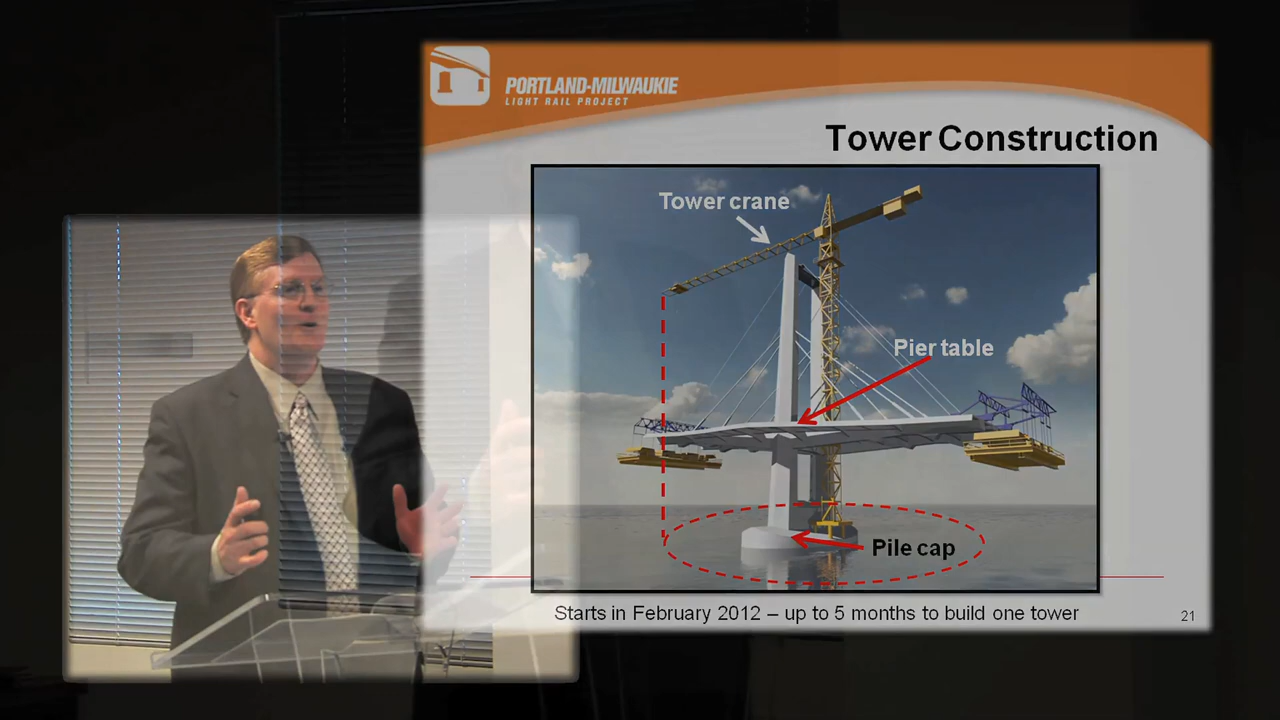 PORTLAND-MILWAUKIE
LIGHT RAIL PROJECT
Tower Construction
Tower crane
Pier table
Pile cap
Starts in February 2012 – up to 5 months to build one tower
21